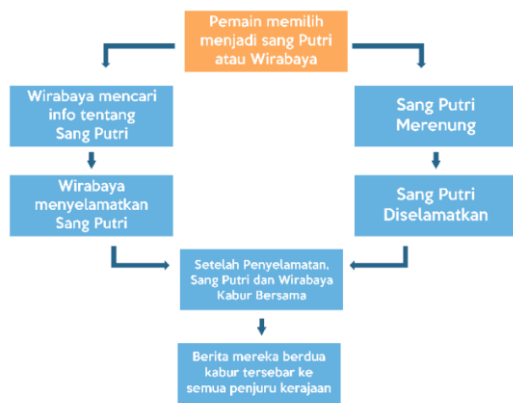 Pemain memilih
menjadi sang Putri
atau Wirabaya
Wirabaya mencari
info tentang
Sang Putri
Sang Putri
Merenung
Wirabaya
menyelamatkan
Sang Putri
Sang Putri
Diselamatkan
Setelah Penyelamatan,
Sang Putri dan Wirabaya
Kabur Bersama
Berita mereka berdua
kabur tersebar ke
semua penjuru kerajaan